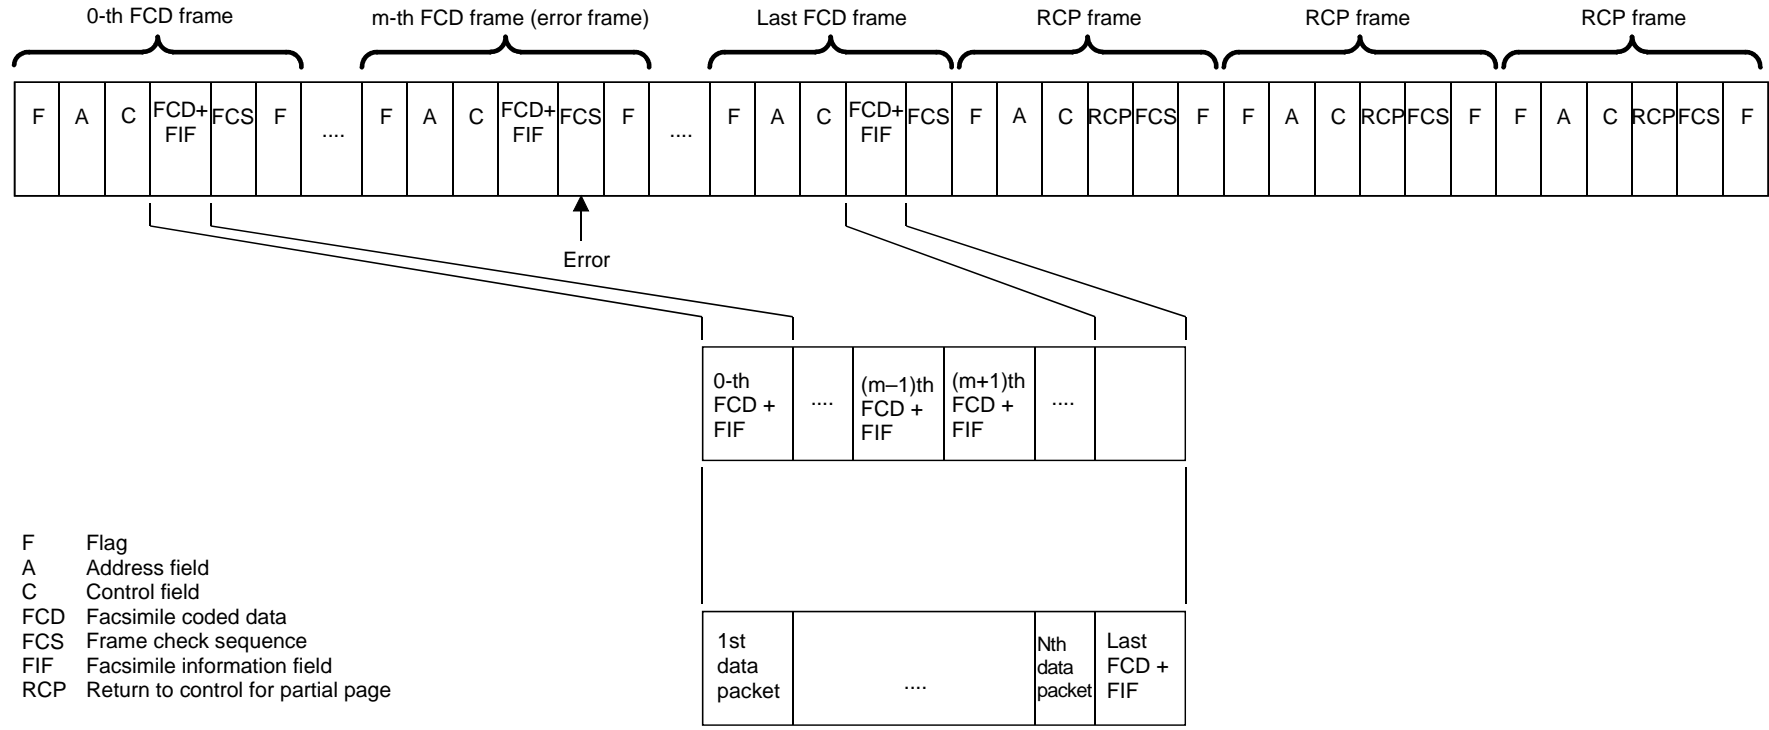 0-th FCD frame
m-th FCD frame (error frame)
Last FCD frame
RCP frame
RCP frame
RCP frame
F A C FCD+ FIF FCS F .... F A C FCD+ FIF FCS F .... F A C FCD+ FIF FCS F A C RCP FCS F F A C RCP FCS F F A C RCP FCS F
Error
0-th
FCD +
FIF
....
(m–1)th
FCD +
FIF
(m+1)th
FCD +
FIF
....
1st
data
packet
....
Nth
data
packet
Last
FCD +
FIF
F Flag
A Address field
C Control field
FCD Facsimile coded data
FCS Frame check sequence
FIF Facsimile information field
RCP Return to control for partial page